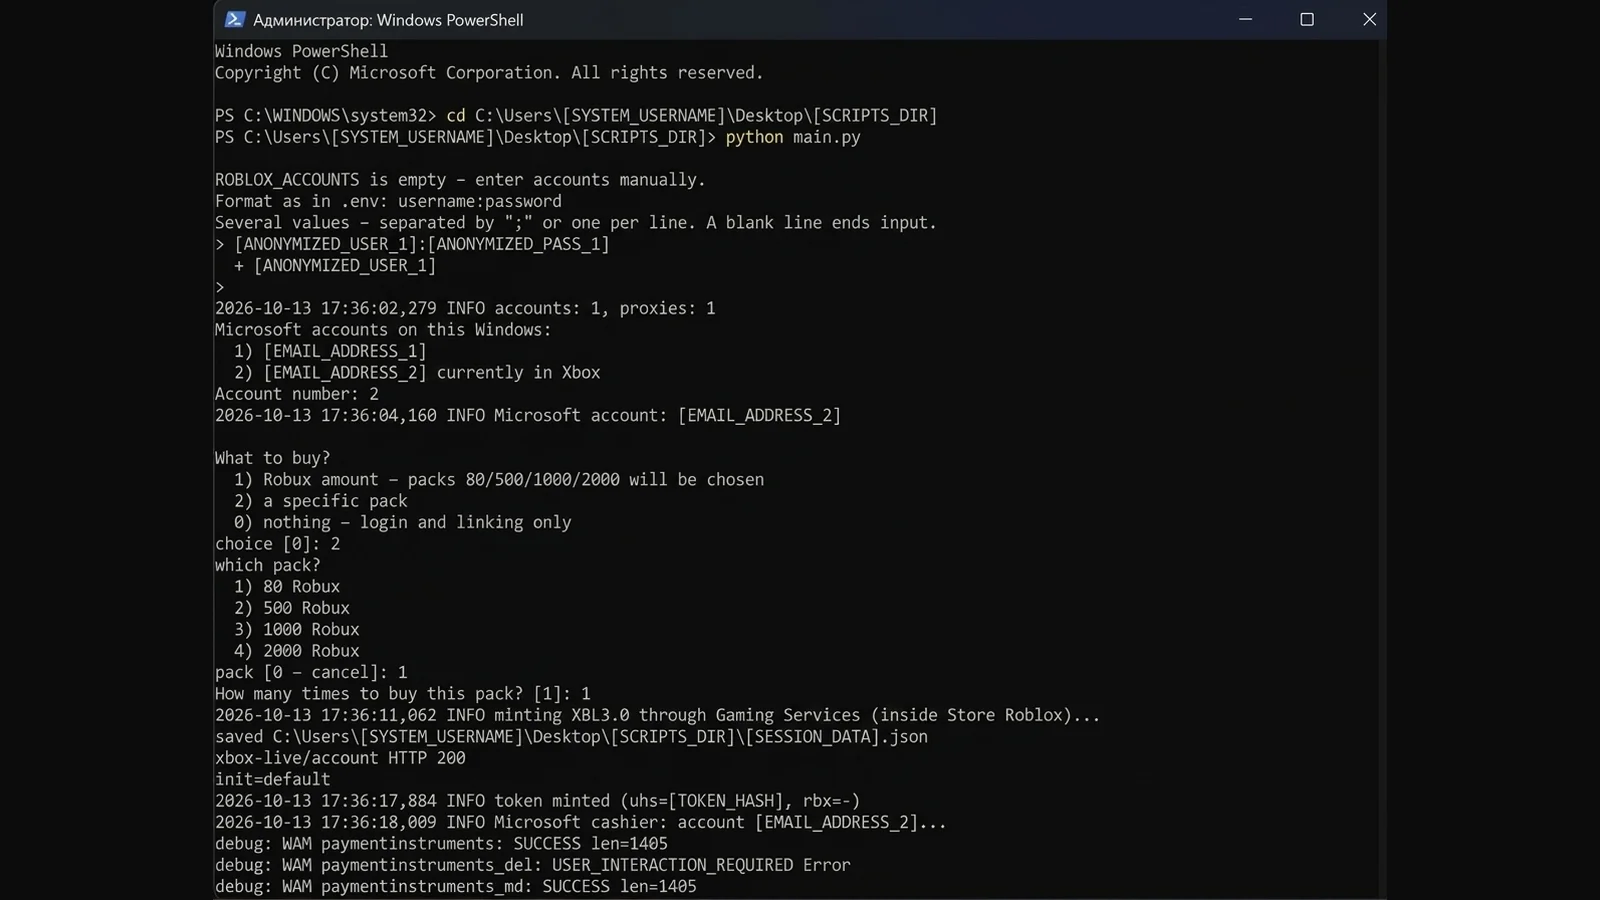 Администратор: Windows PowerShell
Windows PowerShell
Copyright (C) Microsoft Corporation. All rights reserved.
PS C:\WINDOWS\system32> cd C:\Users\[SYSTEM_USERNAME]\Desktop\[SCRIPTS_DIR]
PS C:\Users\[SYSTEM_USERNAME]\Desktop\[SCRIPTS_DIR]> python main.py
ROBLOX_ACCOUNTS is empty – enter accounts manually.
Format as in .env: username:password
Several values – separated by ";" or one per line. A blank line ends input.
> [ANONYMIZED_USER_1]:[ANONYMIZED_PASS_1]
+ [ANONYMIZED_USER_1]
>
2026-10-13 17:36:02,279 INFO accounts: 1, proxies: 1
Microsoft accounts on this Windows:
1) [EMAIL_ADDRESS_1]
2) [EMAIL_ADDRESS_2] currently in Xbox
Account number: 2
2026-10-13 17:36:04,160 INFO Microsoft account: [EMAIL_ADDRESS_2]
What to buy?
1) Robux amount – packs 80/500/1000/2000 will be chosen
2) a specific pack
0) nothing – login and linking only
choice [0]: 2
which pack?
1) 80 Robux
2) 500 Robux
3) 1000 Robux
4) 2000 Robux
pack [0 – cancel]: 1
How many times to buy this pack? [1]: 1
2026-10-13 17:36:11,062 INFO minting XBL3.0 through Gaming Services (inside Store Roblox)...
saved C:\Users\[SYSTEM_USERNAME]\Desktop\[SCRIPTS_DIR]\[SESSION_DATA].json
xbox-live/account HTTP 200
init=default
2026-10-13 17:36:17,884 INFO token minted (uhs=[TOKEN_HASH], rbx=-)
2026-10-13 17:36:18,009 INFO Microsoft cashier: account [EMAIL_ADDRESS_2]...
debug: WAM paymentinstruments: SUCCESS len=1405
debug: WAM paymentinstruments_del: USER_INTERACTION_REQUIRED Error
debug: WAM paymentinstruments_md: SUCCESS len=1405